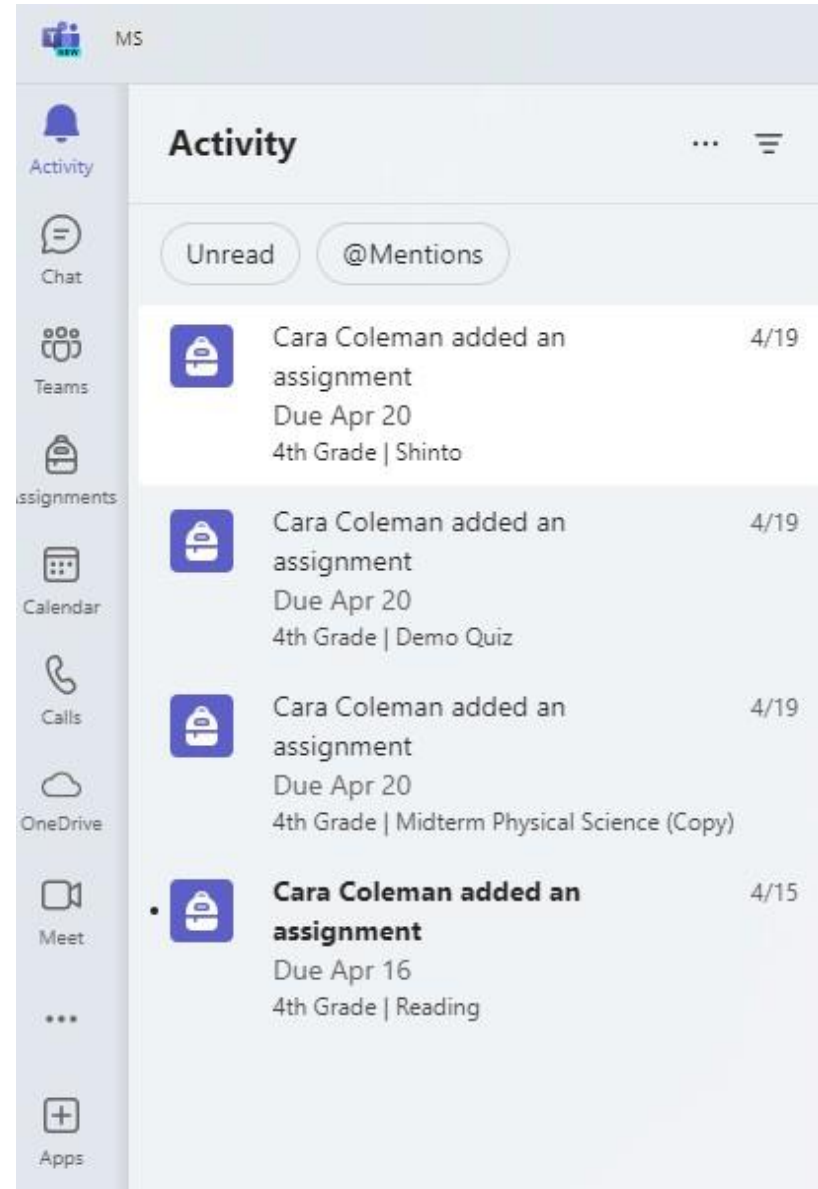 MS
Activity
Chat
Teams
ssignments
Calendar
Calls
OneDrive
Meet
Apps
Activity
Unread
@Mentions
Cara Coleman added an
4/19
assignment
Due Apr 20
4th Grade | Shinto
Cara Coleman added an
4/19
assignment
Due Apr 20
4th Grade | Demo Quiz
Cara Coleman added an
4/19
assignment
Due Apr 20
4th Grade | Midterm Physical Science (Copy)
Cara Coleman added an
4/15
assignment
Due Apr 16
4th Grade | Reading